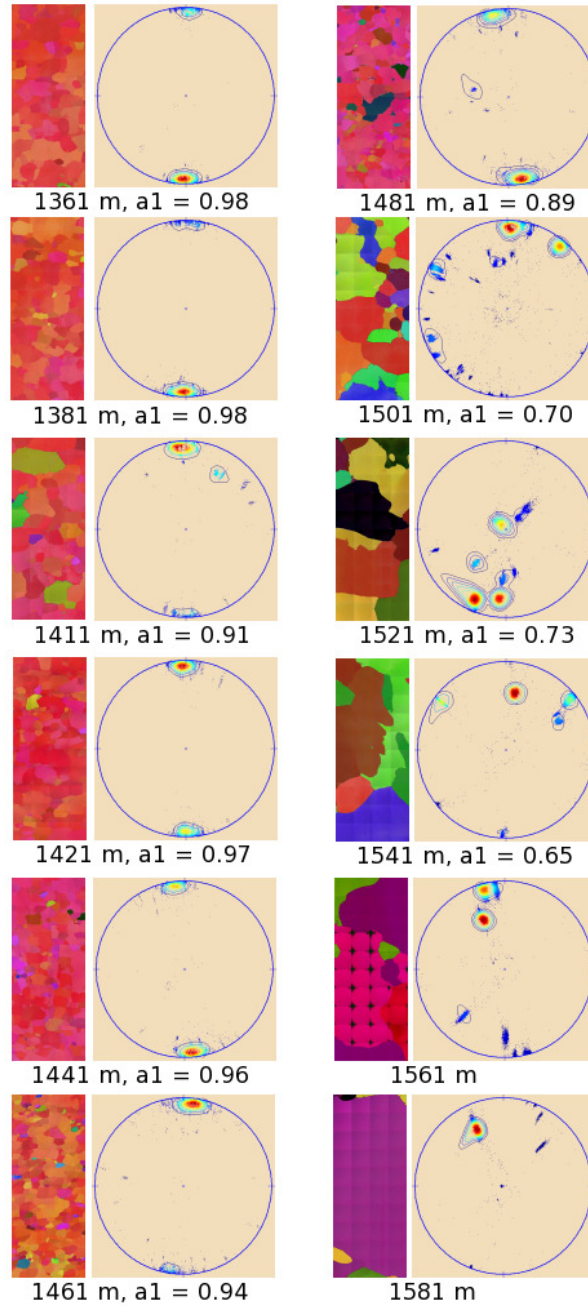 1361 m, a1 = 0.98
1381 m, a1 = 0.98
1411 m, a1 = 0.91
1421 m, a1 = 0.97
1441 m, a1 = 0.96
1461 m, a1 = 0.94
1481 m, a1 = 0.89
1501 m, a1 = 0.70
1521 m, a1 = 0.73
1541 m, a1 = 0.65
1561 m
1581 m